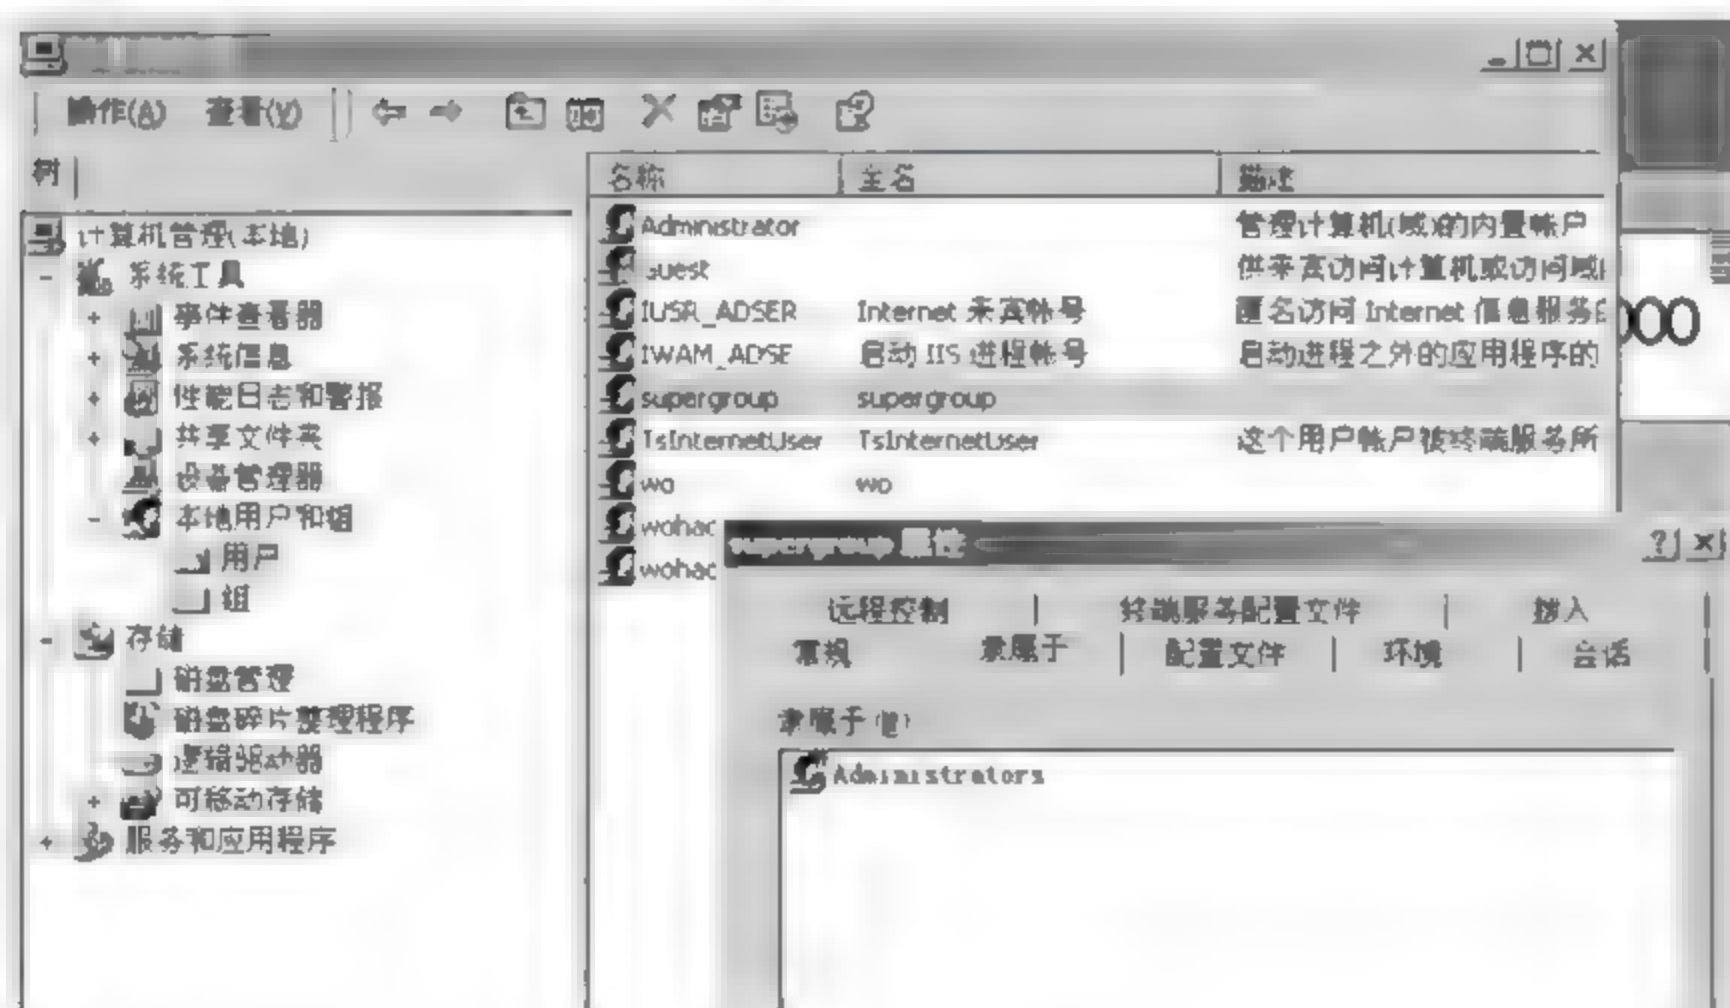 操作(A) 查看(V)
树
计算机管理(本地)
系统工具
事件查看器
系统信息
性能日志和警报
共享文件夹
设备管理器
本地用户和组
用户
组
存储
磁盘管理
磁盘碎片整理程序
逻辑驱动器
可移动存储
服务和应用程序
名称 全名 描述
Administrator 管理计算机(域)的内置帐户
Guest 供来宾访问计算机或访问域
IUSR_ADSER Internet 来宾帐号 匿名访问 Internet 信息服务
IWAM_ADSE 启动 IIS 进程帐号 启动进程之外的应用程序的
supergroup supergroup
TsInternetUser TsInternetUser 这个用户帐户被终端服务所
wo wo
wohac
wohac
supergroup 属性
远程控制 终端服务配置文件 拨入
常规 隶属于 配置文件 环境 会话
隶属于(M)
Administrators
000